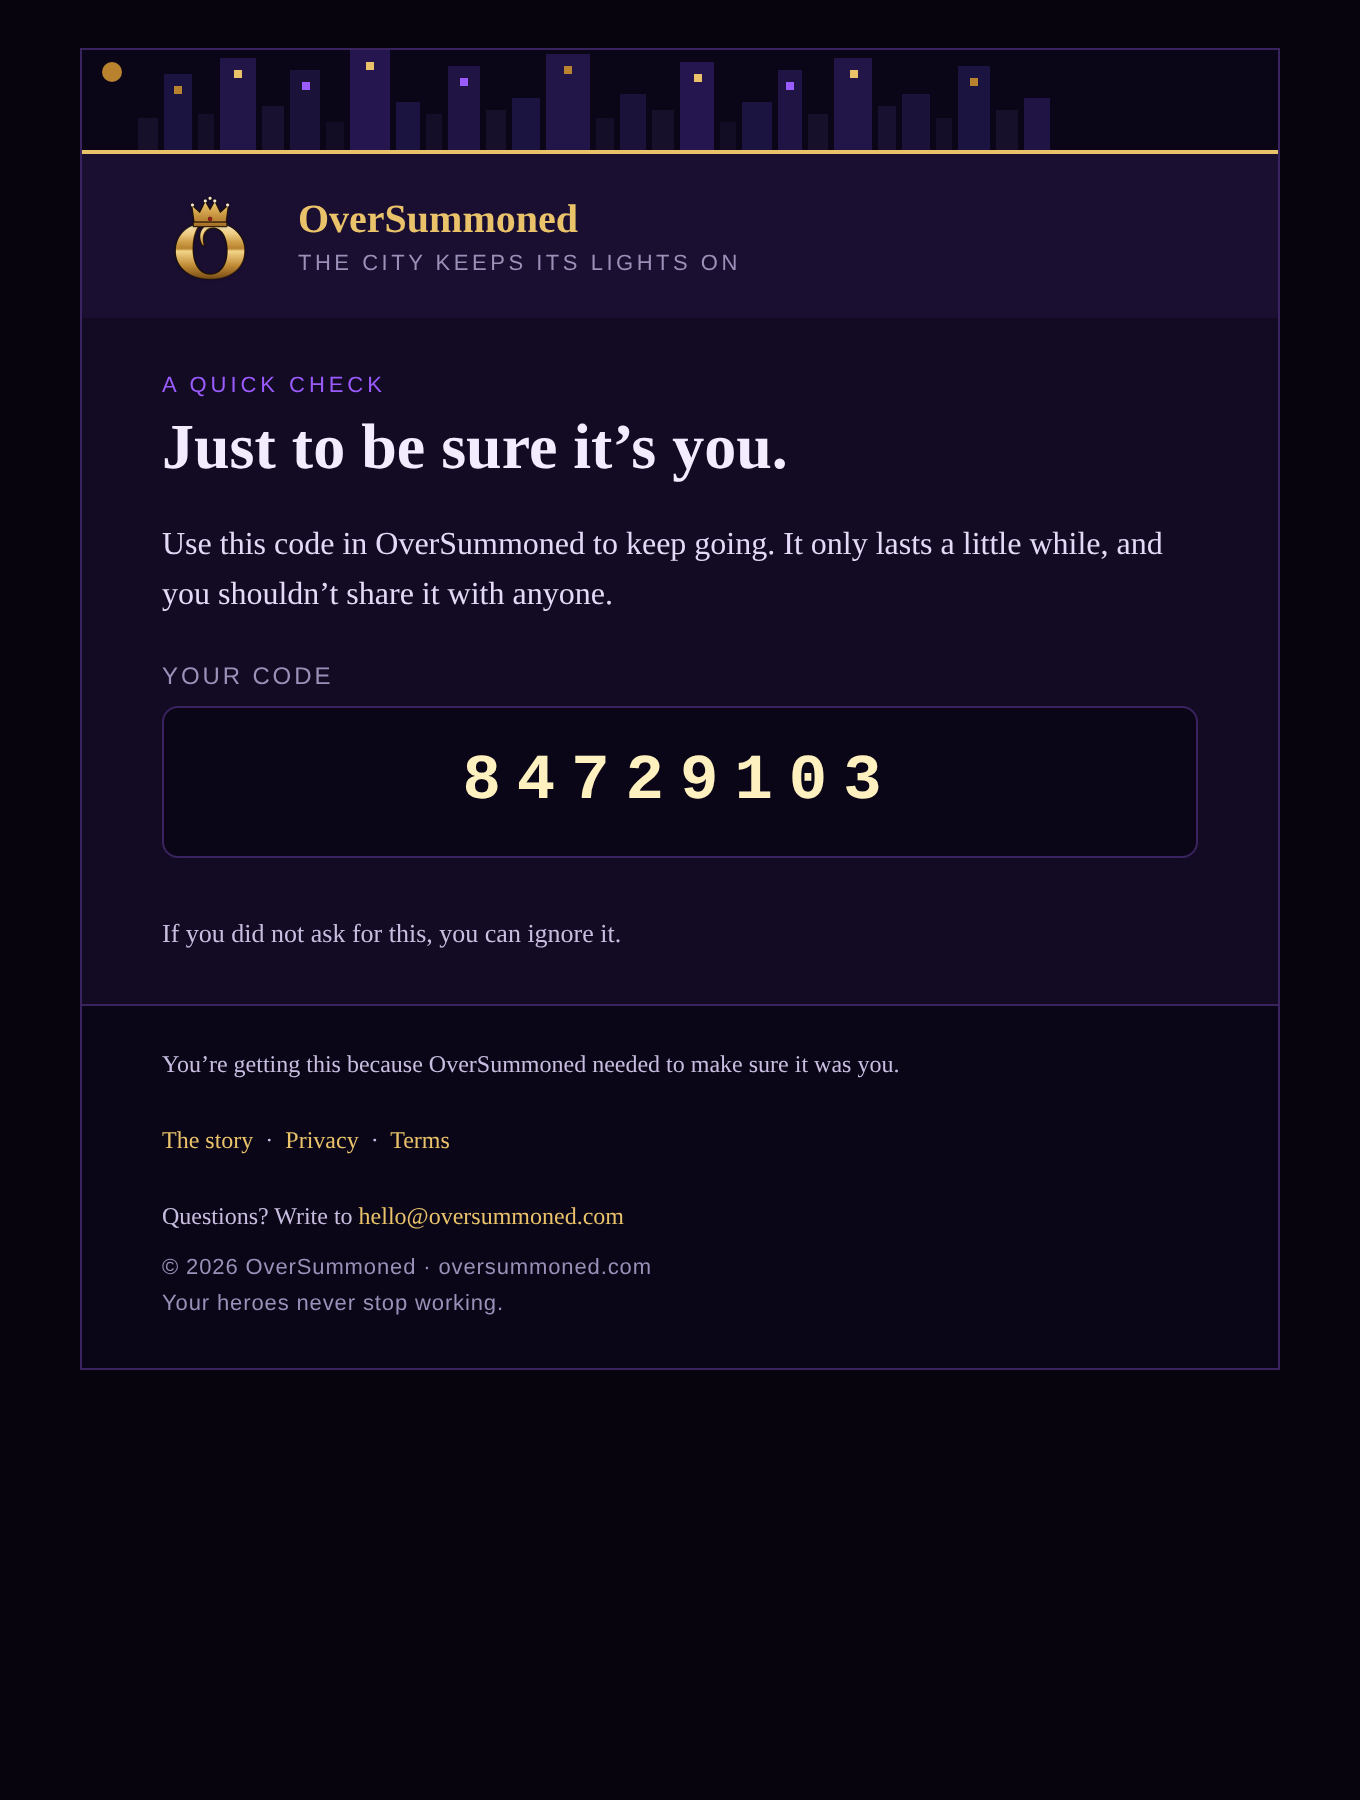 OverSummoned
THE CITY KEEPS ITS LIGHTS ON
A QUICK CHECK
Just to be sure it’s you.
Use this code in OverSummoned to keep going. It only lasts a little while, and
you shouldn’t share it with anyone.
YOUR CODE
84729103
If you did not ask for this, you can ignore it.
You’re getting this because OverSummoned needed to make sure it was you.
The story · Privacy · Terms
Questions? Write to hello@oversummoned.com
© 2026 OverSummoned · oversummoned.com
Your heroes never stop working.